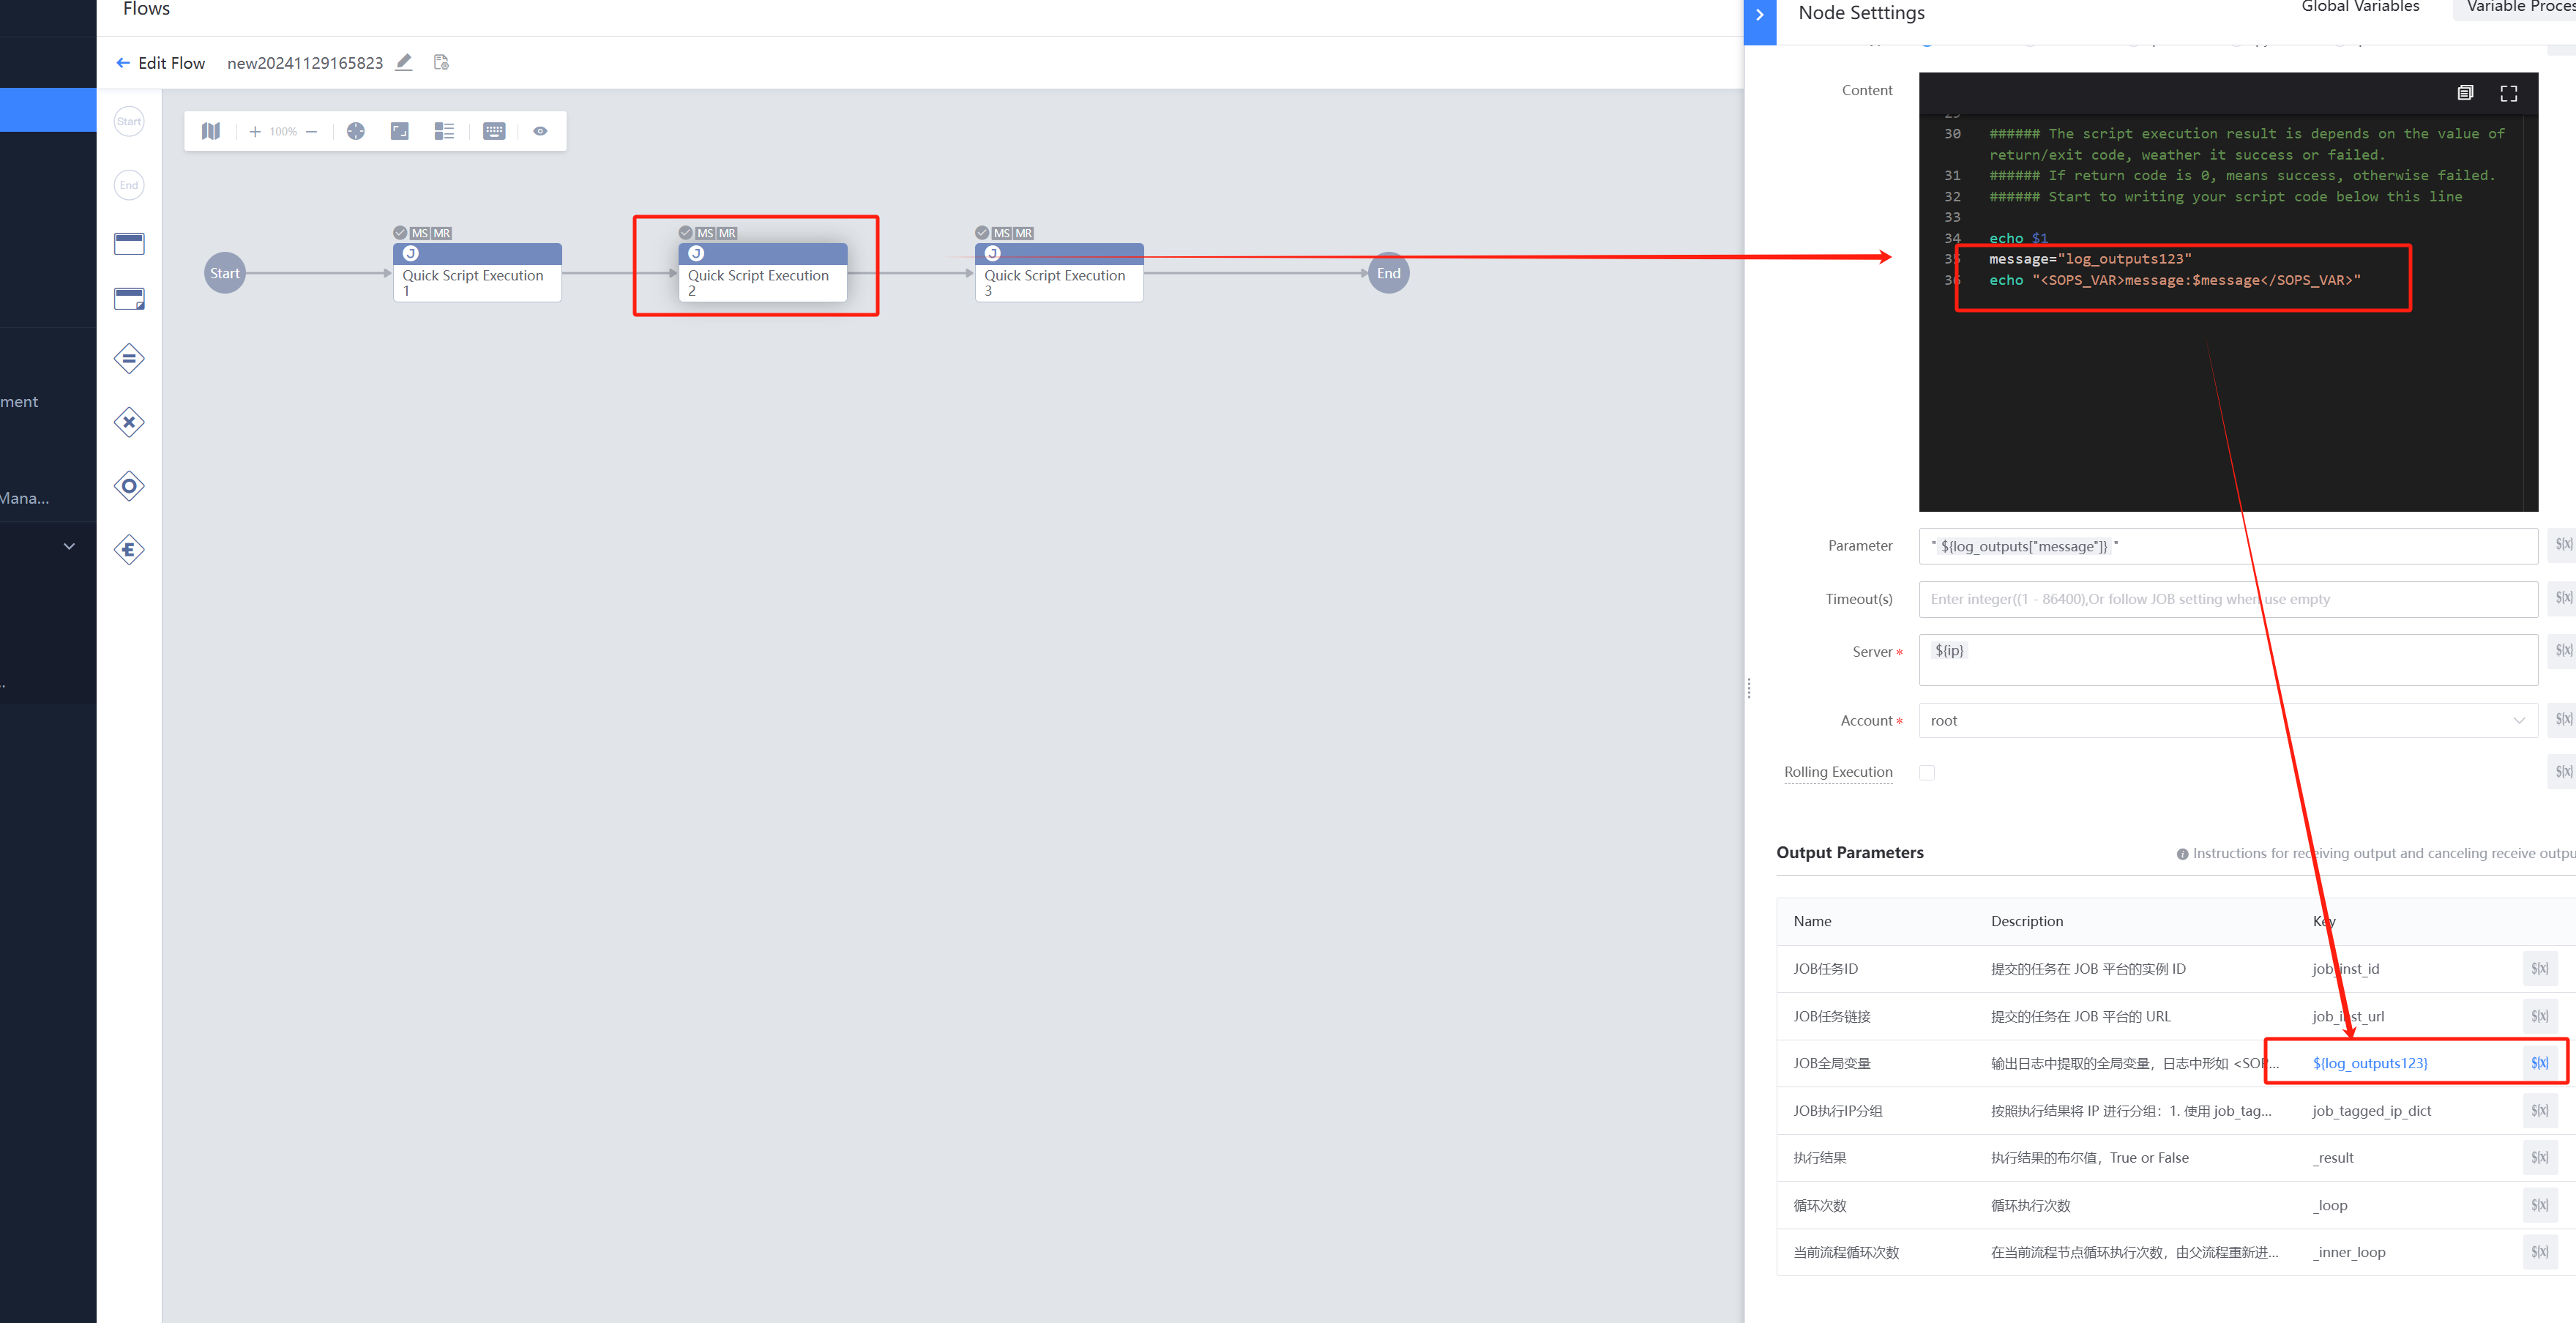 Flows
Edit Flow
new20241129165823
Start
End
100%
ment
Mana...
..
Start
MS MR
J
Quick Script Execution
1
MS MR
J
Quick Script Execution
2
MS MR
J
Quick Script Execution
3
End
Node Setttings
Global Variables
Variable Proces
Content
29
30 ###### The script execution result is depends on the value of
return/exit code, weather it success or failed.
31 ###### If return code is 0, means success, otherwise failed.
32 ###### Start to writing your script code below this line
33
34 echo $1
35 message="log_outputs123"
36 echo "<SOPS_VAR>message:$message</SOPS_VAR>"
Parameter
"${log_outputs["message"]}"
${x}
Timeout(s)
Enter integer((1 - 86400),Or follow JOB setting when use empty
${x}
Server *
${ip}
${x}
Account *
root
${x}
Rolling Execution
${x}
Output Parameters
Instructions for receiving output and canceling receive outpu
Name Description Key
JOB任务ID 提交的任务在 JOB 平台的实例 ID job_inst_id ${x}
JOB任务链接 提交的任务在 JOB 平台的 URL job_inst_url ${x}
JOB全局变量 输出日志中提取的全局变量，日志中形如 <SOP... ${log_outputs123} ${x}
JOB执行IP分组 按照执行结果将 IP 进行分组：1. 使用 job_tag... job_tagged_ip_dict ${x}
执行结果 执行结果的布尔值，True or False _result ${x}
循环次数 循环执行次数 _loop ${x}
当前流程循环次数 在当前流程节点循环执行次数，由父流程重新进... _inner_loop ${x}